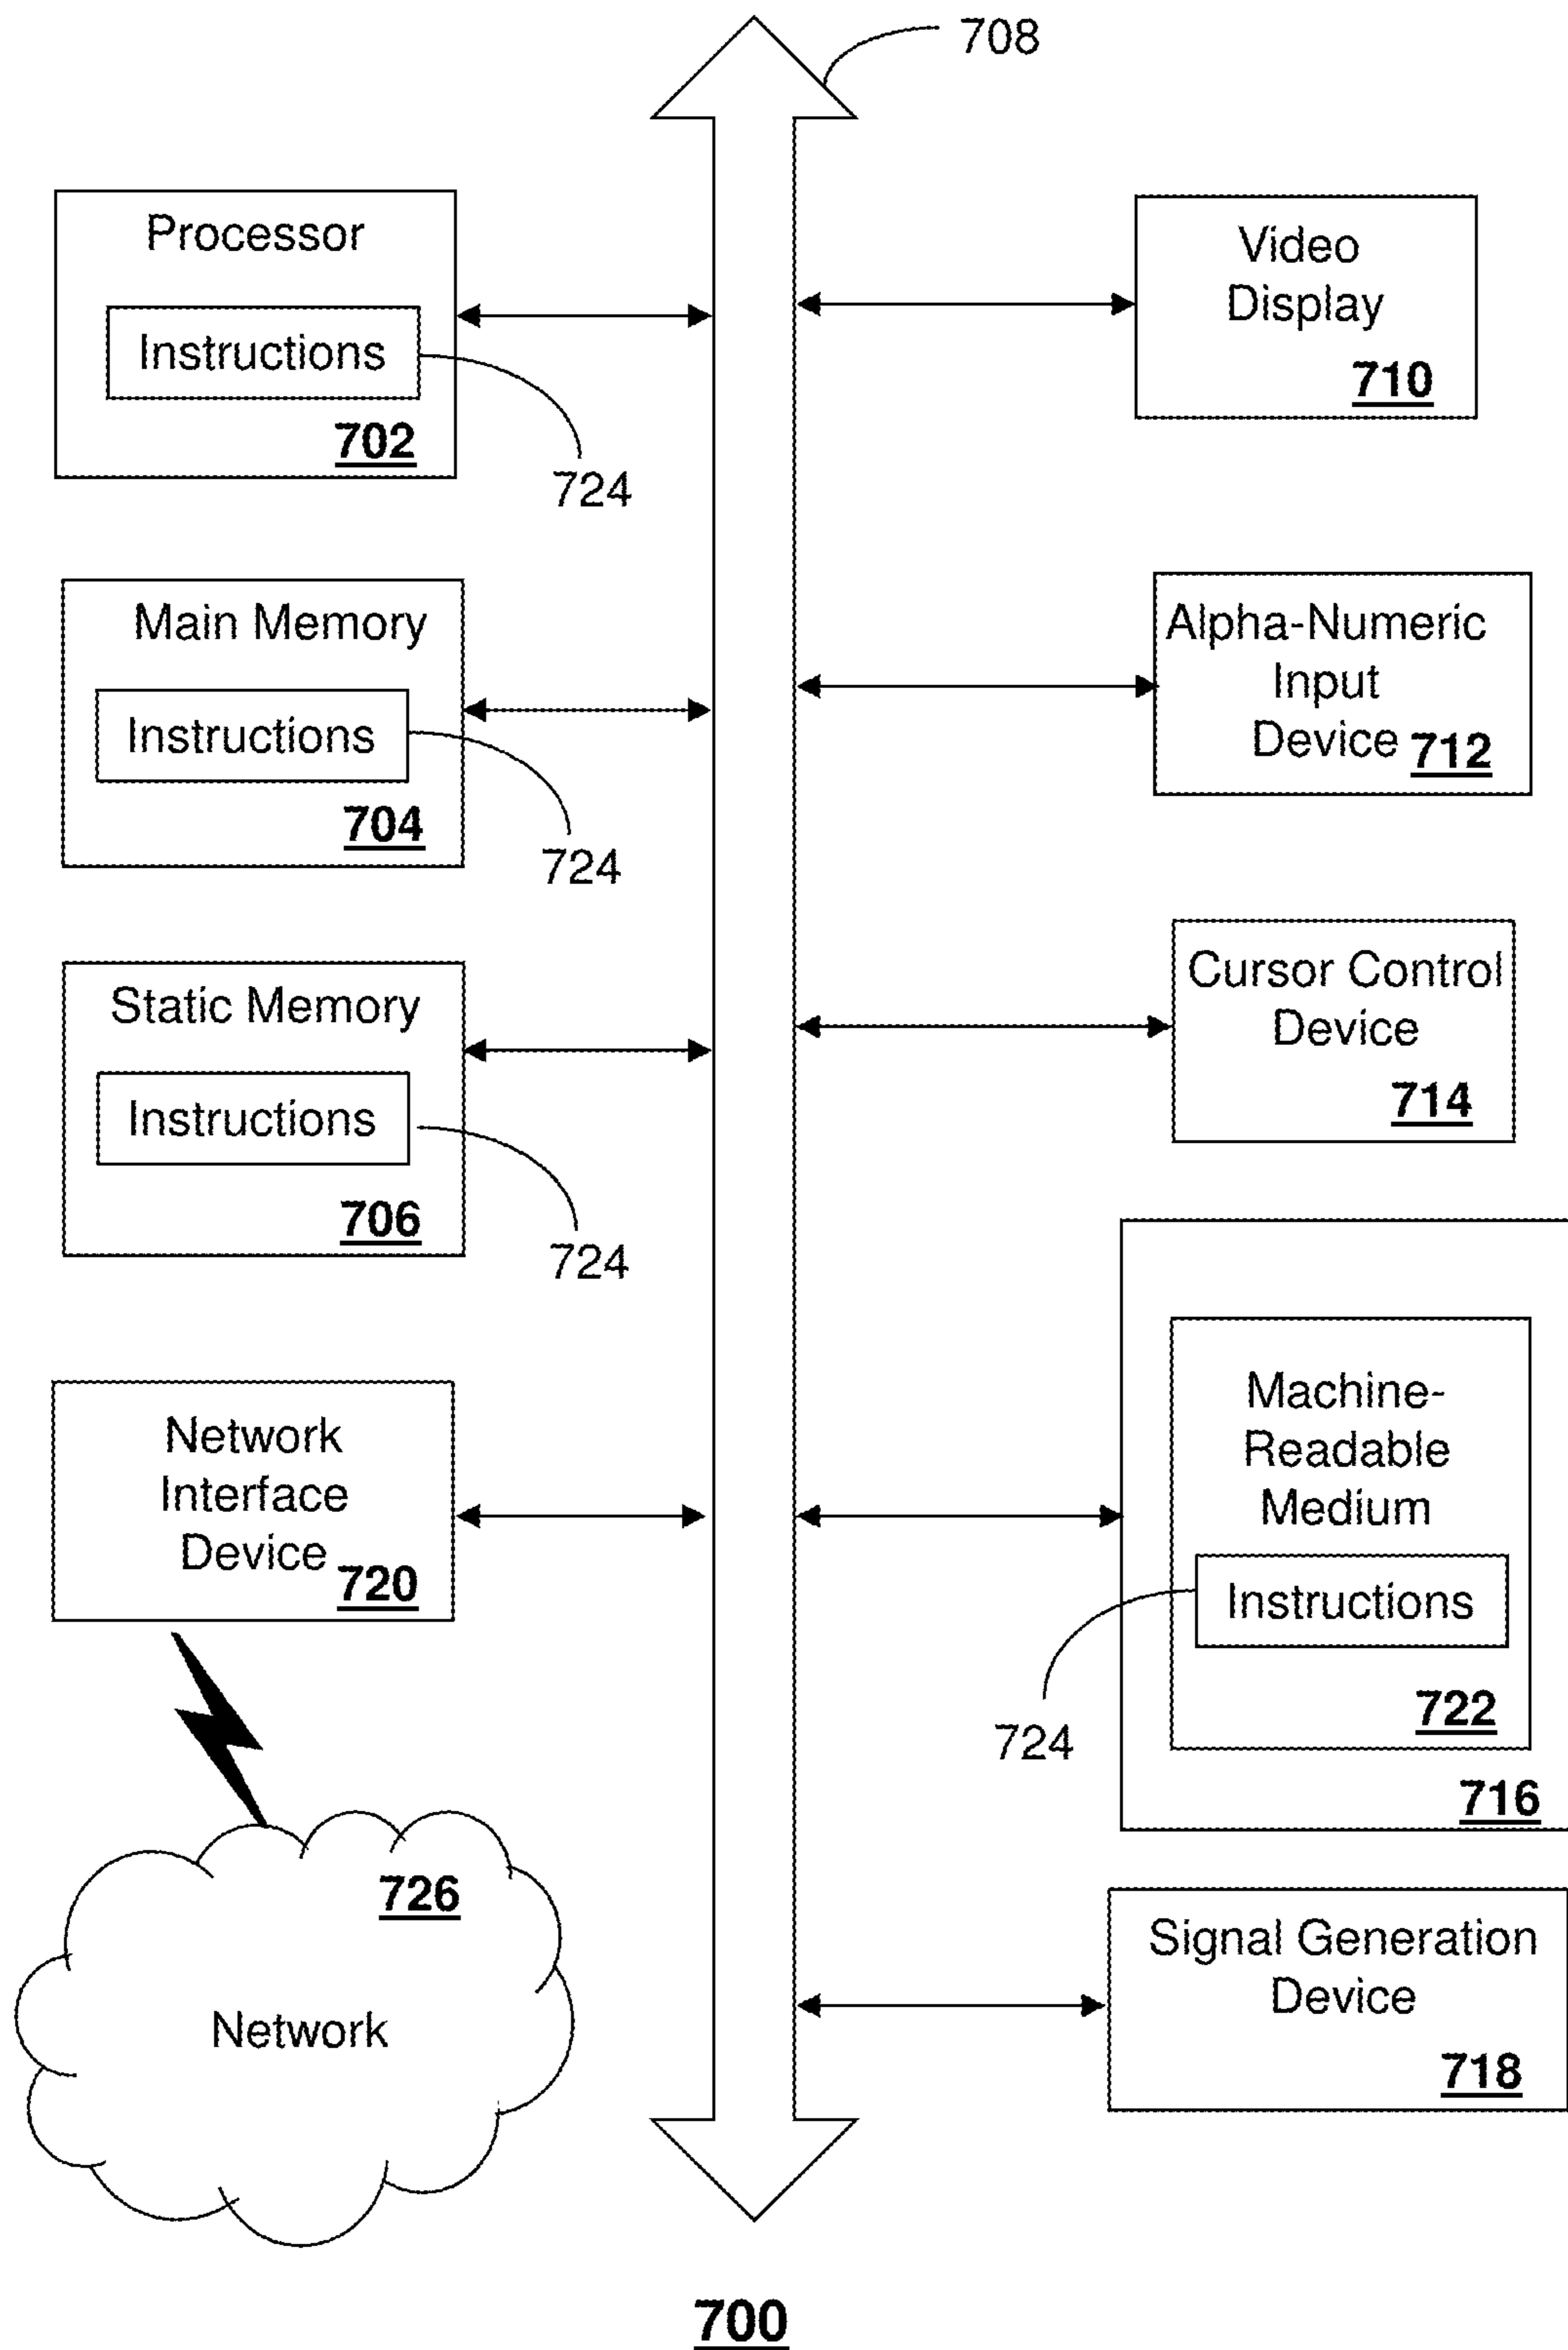 708
Processor
Instructions
702
724
Video
Display
710
Main Memory
Instructions
704
724
Alpha-Numeric
Input
Device 712
Static Memory
Instructions
706
724
Cursor Control
Device
714
Network
Interface
Device 720
Machine-
Readable
Medium
Instructions
722
724
716
726
Network
Signal Generation
Device
718
700